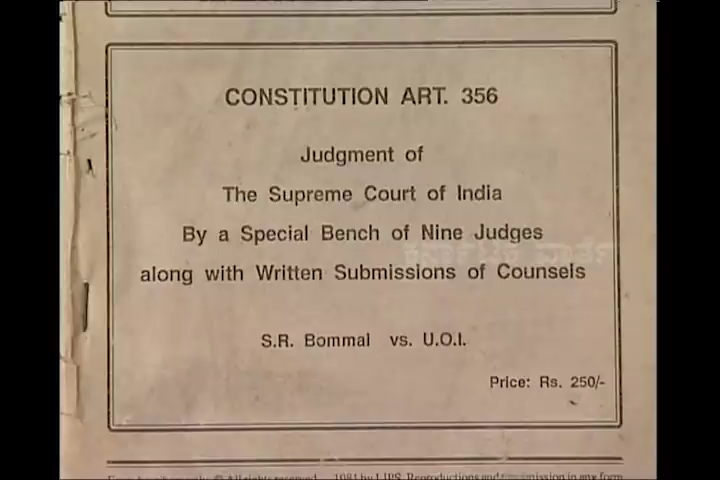 CONSTITUTION ART. 356
Judgment of
The Supreme Court of India
By a Special Bench of Nine Judges
along with Written Submissions of Counsels
S.R. Bommai vs. U.O.I.
Price: Rs. 250/-